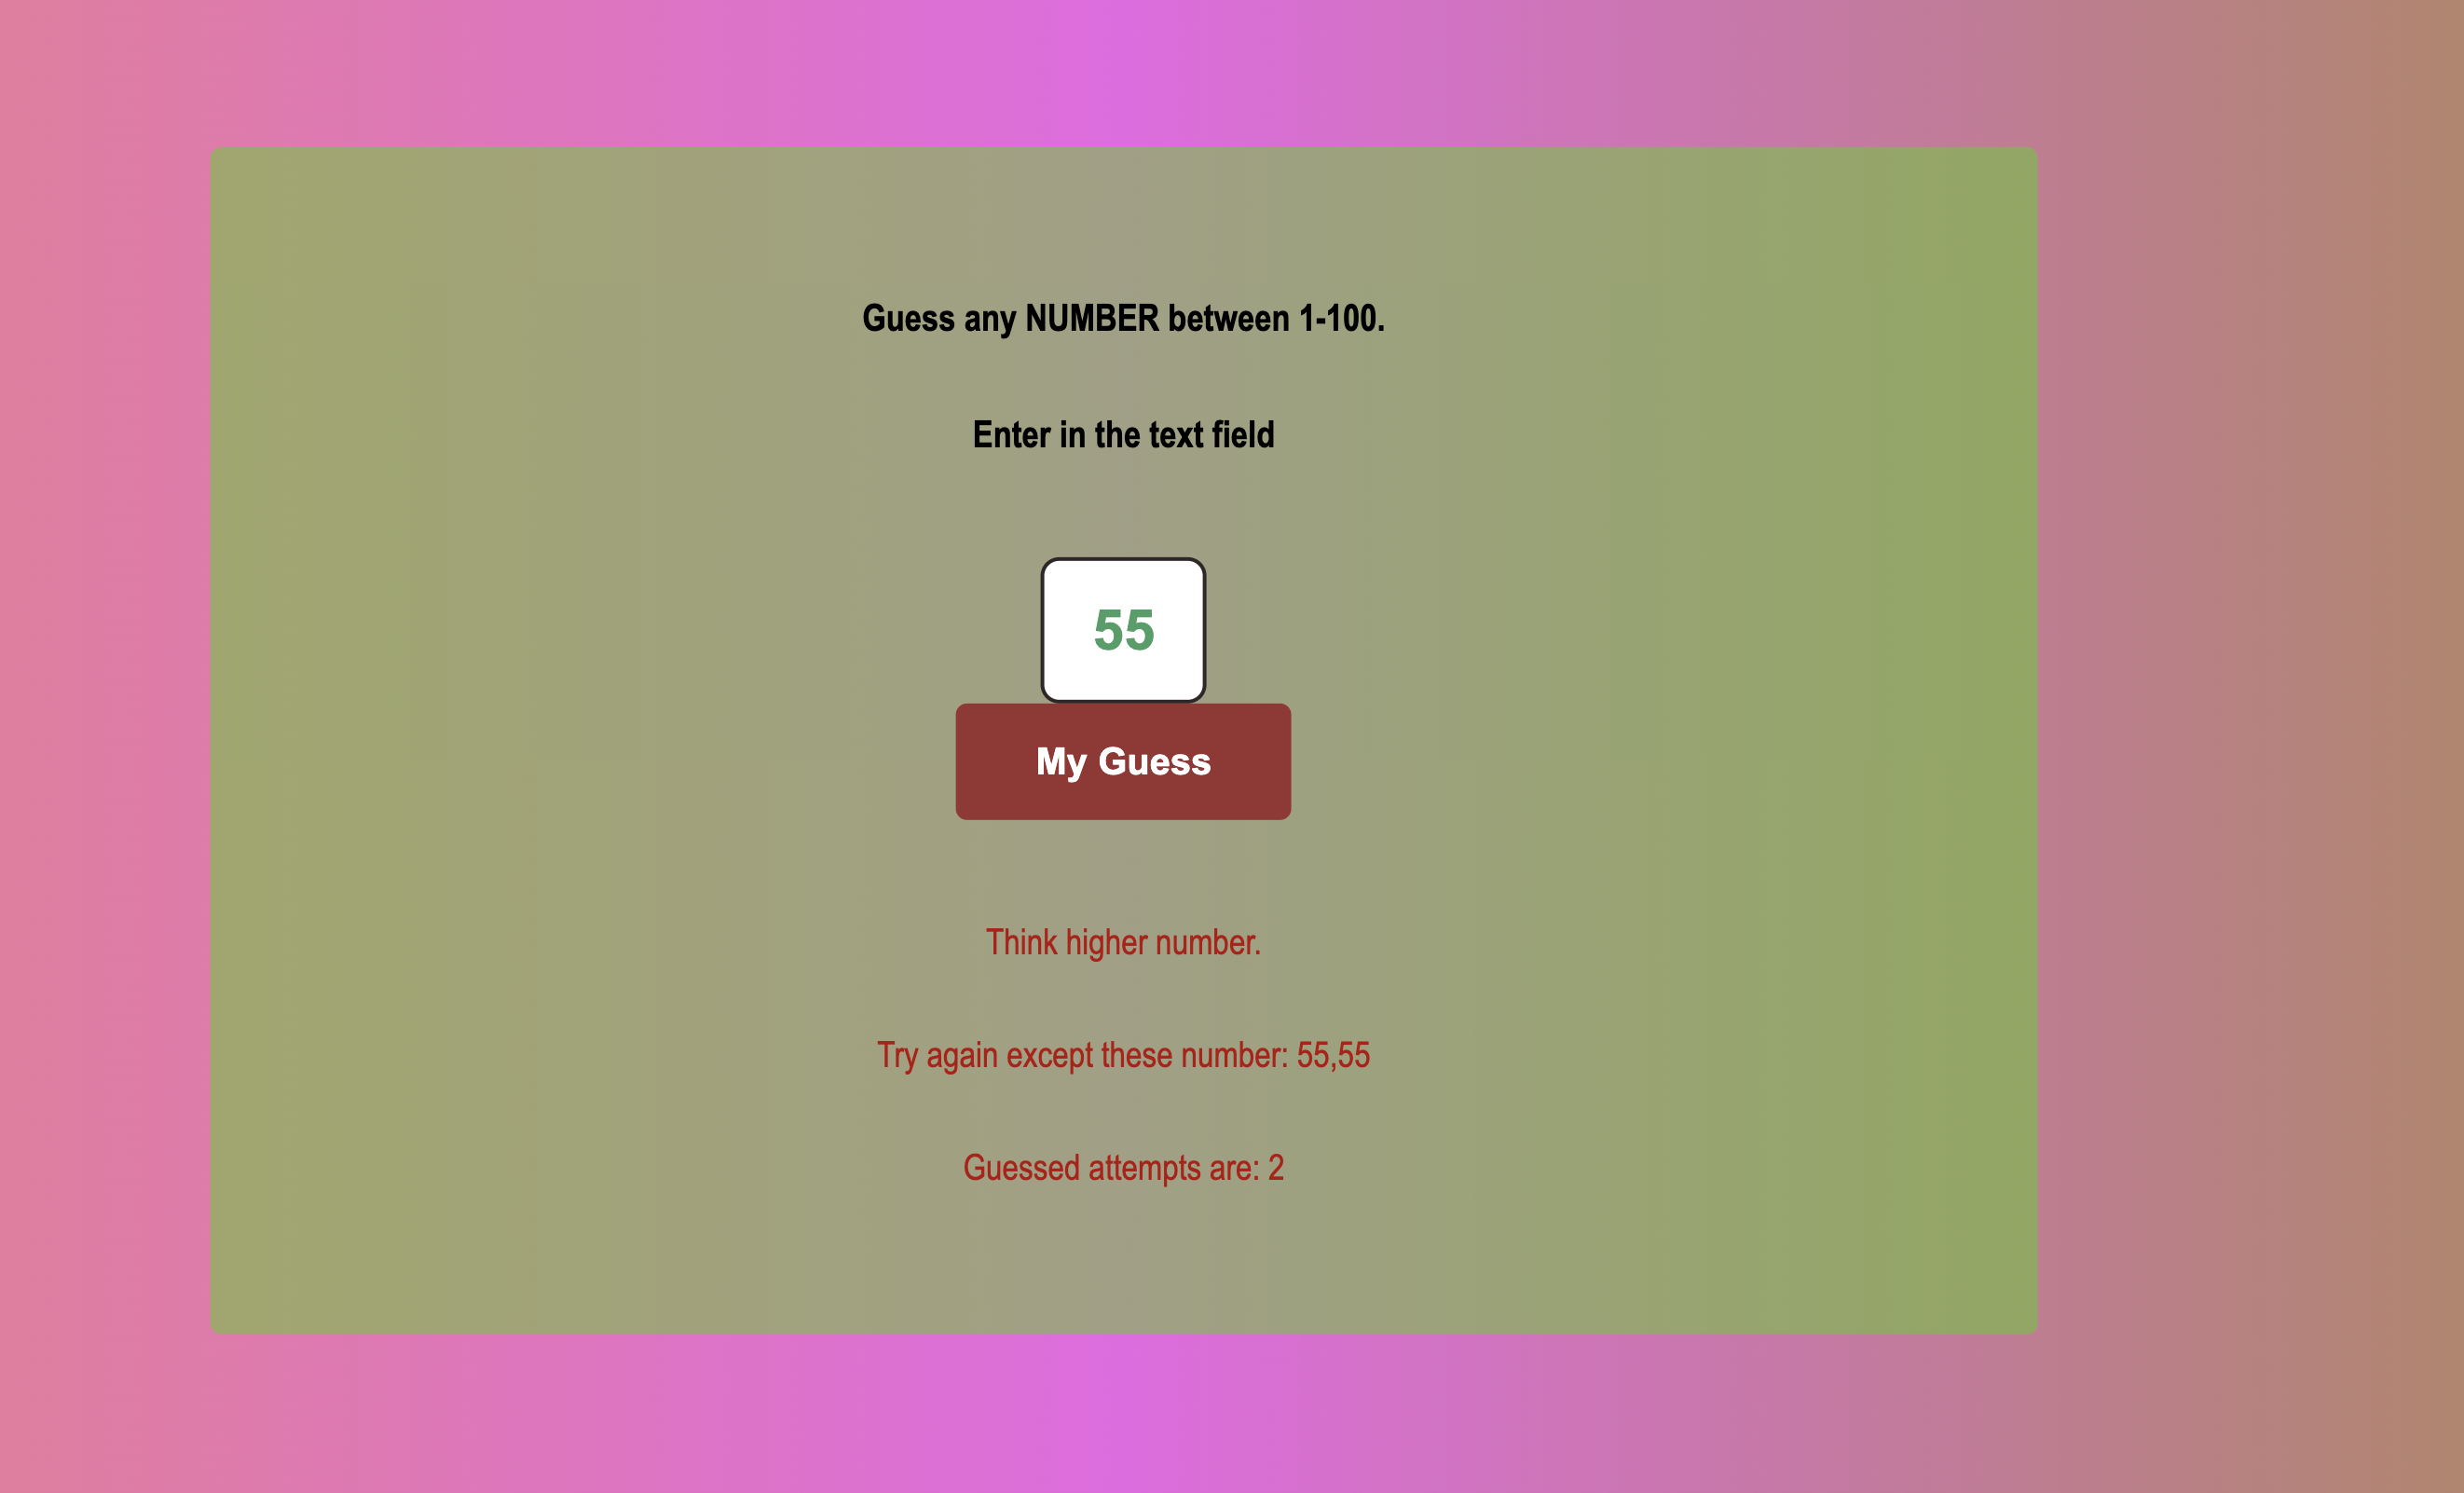 Guess any NUMBER between 1-100.
Enter in the text field
55
My Guess
Think higher number.
Try again except these number: 55,55
Guessed attempts are: 2